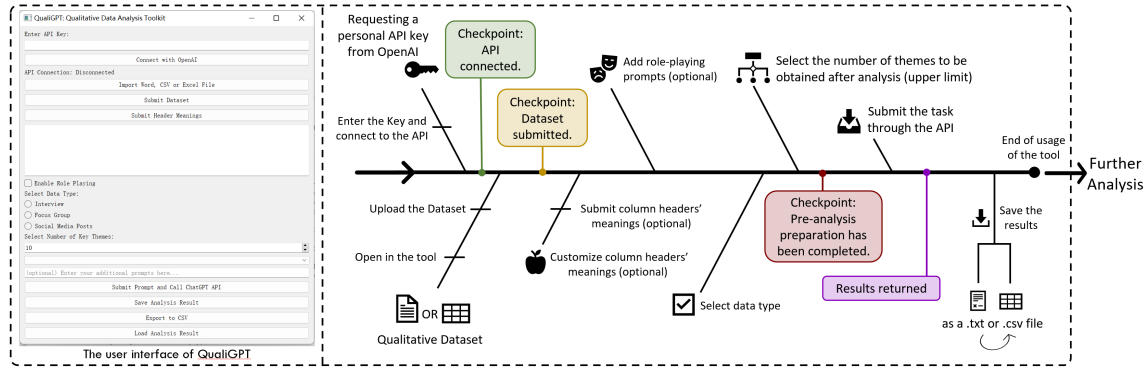 QualiGPT: Qualitative Data Analysis Toolkit
Enter API Key:
Connect with OpenAI
API Connection: Disconnected
Import Word, CSV or Excel File
Submit Dataset
Submit Header Meanings
Enable Role Playing
Select Data Type:
Interview
Focus Group
Social Media Posts
Select Number of Key Themes:
10
(optional) Enter your additional prompts here...
Submit Prompt and Call ChatGPT API
Save Analysis Result
Export to CSV
Load Analysis Result
The user interface of QualiGPT
Requesting a
personal API key
from OpenAI
Enter the Key and
connect to the API
Checkpoint:
API
connected.
Checkpoint:
Dataset
submitted.
Add role-playing
prompts (optional)
Select the number of themes to be
obtained after analysis (upper limit)
Submit the task
through the API
End of usage
of the tool
Further
Analysis
Upload the Dataset
Open in the tool
OR
Qualitative Dataset
Submit column headers'
meanings (optional)
Customize column headers'
meanings (optional)
Select data type
Checkpoint:
Pre-analysis
preparation has
been completed.
Results returned
Save the
results
as a .txt or .csv file